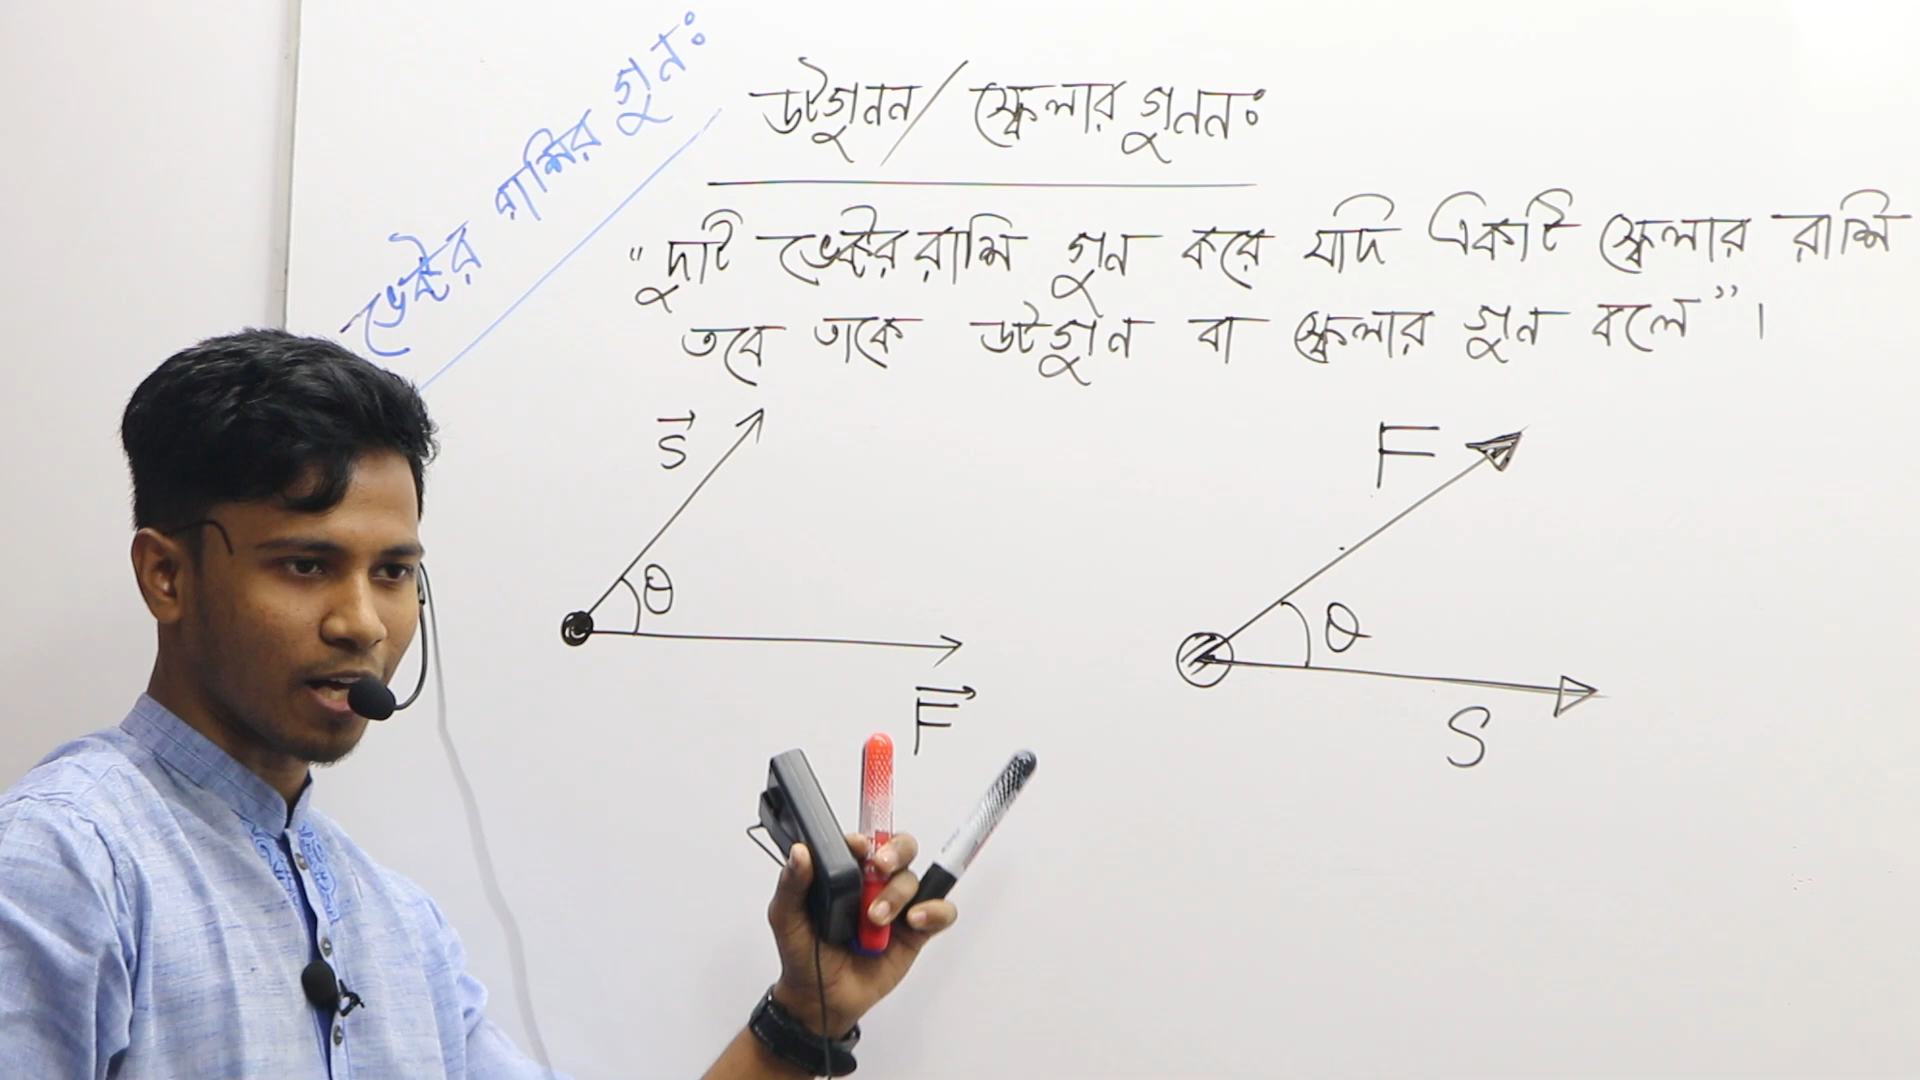 ভেক্টর রাশির গুন:
ডটগুনন/স্কেলার গুনন:
"দুটি ভেক্টর রাশি গুন করে যদি একটি স্কেলার রাশি
তবে তাকে ডটগুন বা স্কেলার গুন বলে"।
S
F
θ
θ
F
S